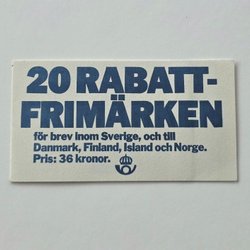 20 RABATT-
FRIMÄRKEN
för brev inom Sverige, och till
Danmark, Finland, Island och Norge.
Pris: 36 kronor.